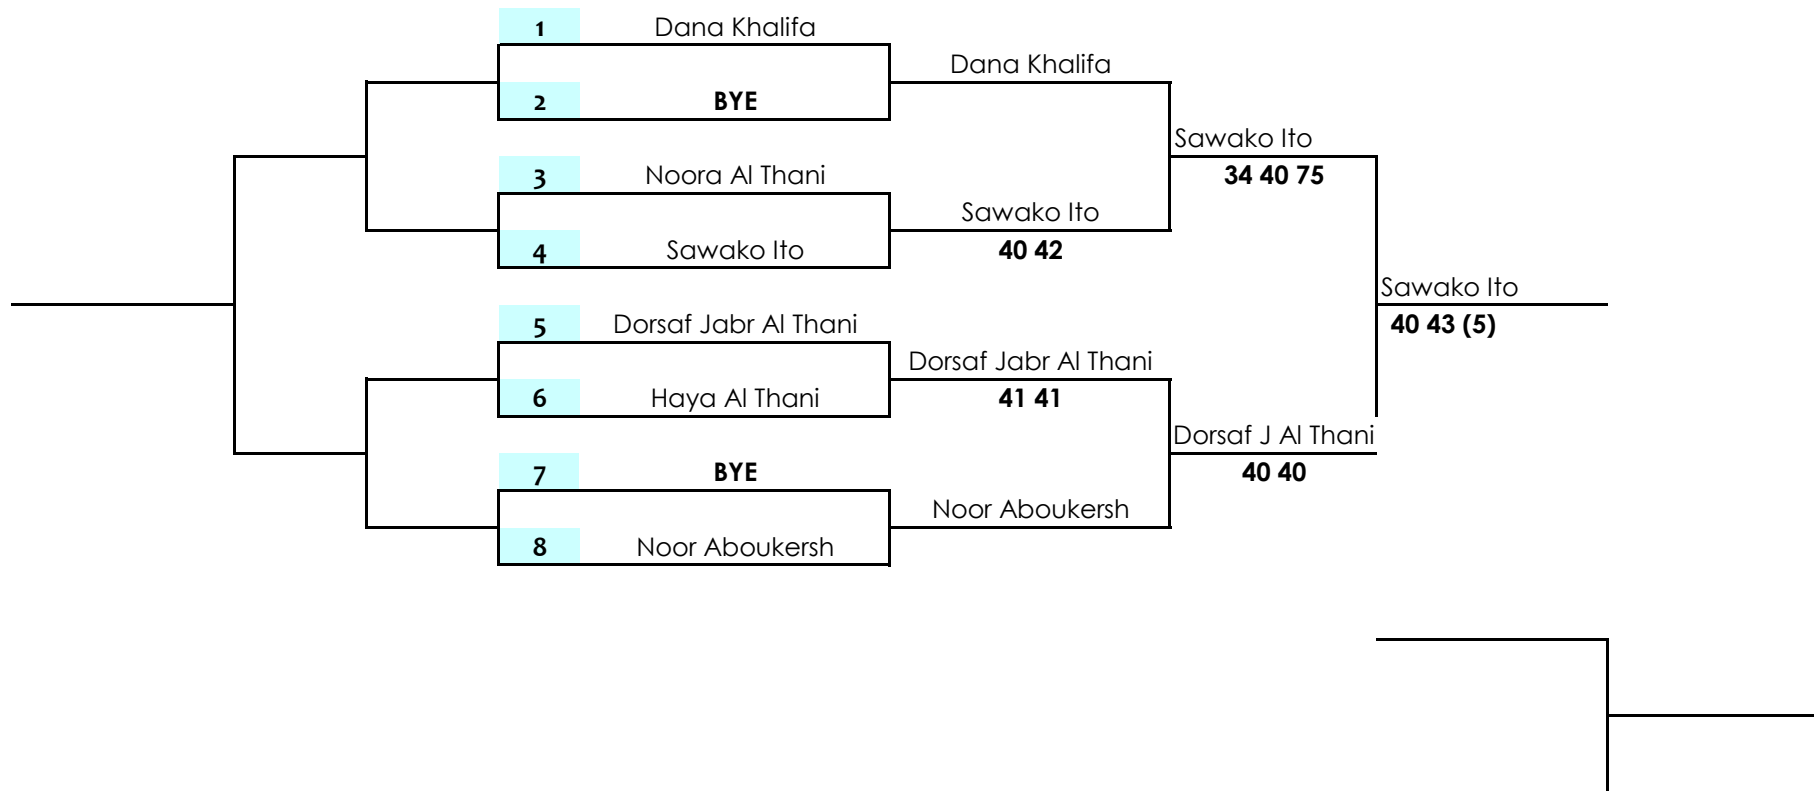 1 Dana Khalifa
Dana Khalifa
2 BYE
Sawako Ito
3 Noora Al Thani
34 40 75
Sawako Ito
4 Sawako Ito
40 42
Sawako Ito
5 Dorsaf Jabr Al Thani
40 43 (5)
Dorsaf Jabr Al Thani
6 Haya Al Thani
41 41
Dorsaf J Al Thani
7 BYE
40 40
Noor Aboukersh
8 Noor Aboukersh